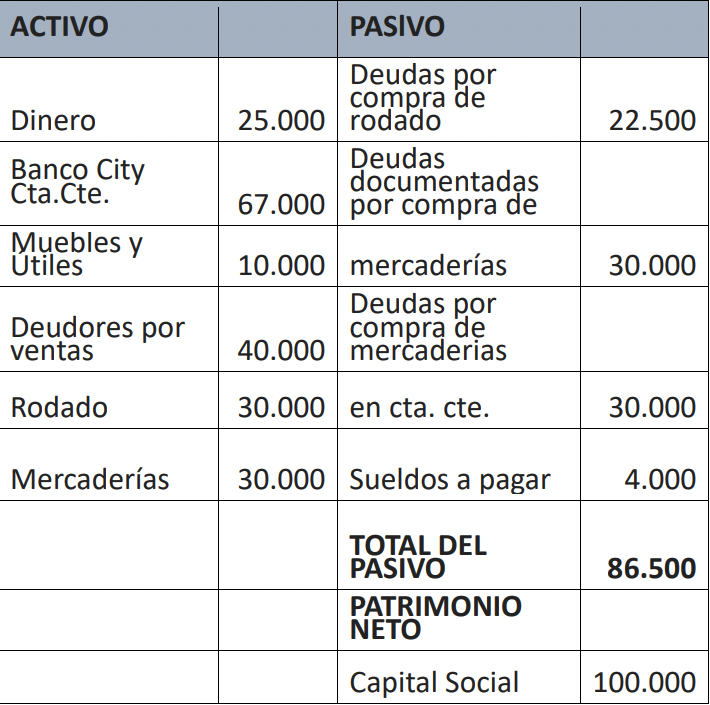 ACTIVO PASIVO
Deudas por
compra de
Dinero 25.000 rodado 22.500
Banco City
Cta.Cte. 67.000
Deudas
documentadas
por compra de
Muebles y
Útiles 10.000 mercaderías 30.000
Deudores por
ventas 40.000
Deudas por
compra de
mercaderias
Rodado 30.000 en cta. cte. 30.000
Mercaderías 30.000 Sueldos a pagar 4.000
TOTAL DEL
PASIVO 86.500
PATRIMONIO
NETO
Capital Social 100.000